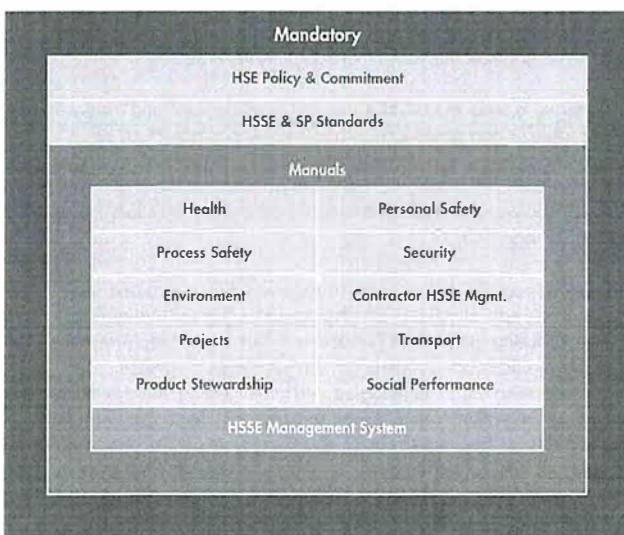 Mandatory
HSE Policy & Commitment
HSSE & SP Standards
Manuals
Health Personal Safety
Process Safety Security
Environment Contractor HSSE Mgmt.
Projects Transport
Product Stewardship Social Performance
HSSE Management System